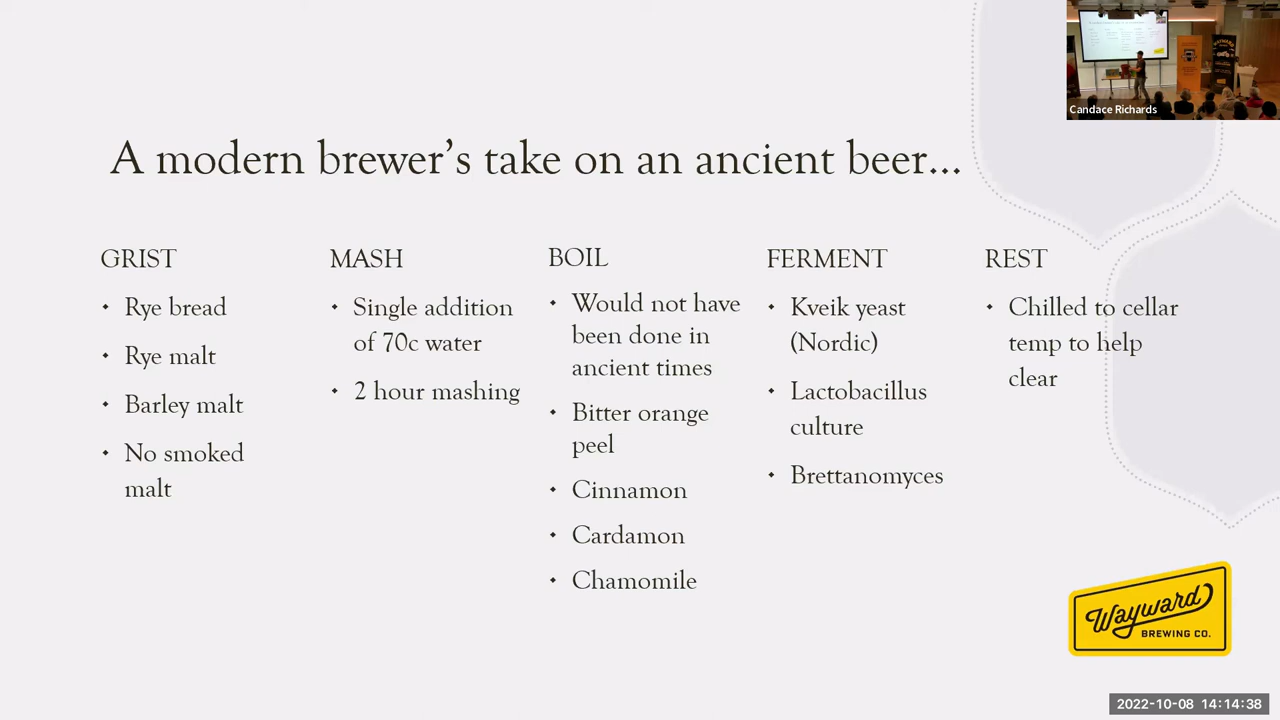 Candace Richards
A modern brewer's take on an ancient beer...
GRIST
• Rye bread
• Rye malt
• Barley malt
• No smoked
malt
MASH
• Single addition
of 70c water
• 2 hour mashing
BOIL
• Would not have
been done in
ancient times
• Bitter orange
peel
• Cinnamon
• Cardamon
• Chamomile
FERMENT
• Kveik yeast
(Nordic)
• Lactobacillus
culture
• Brettanomyces
REST
• Chilled to cellar
temp to help
clear
Wayward
BREWING CO.
2022-10-08 14:14:38